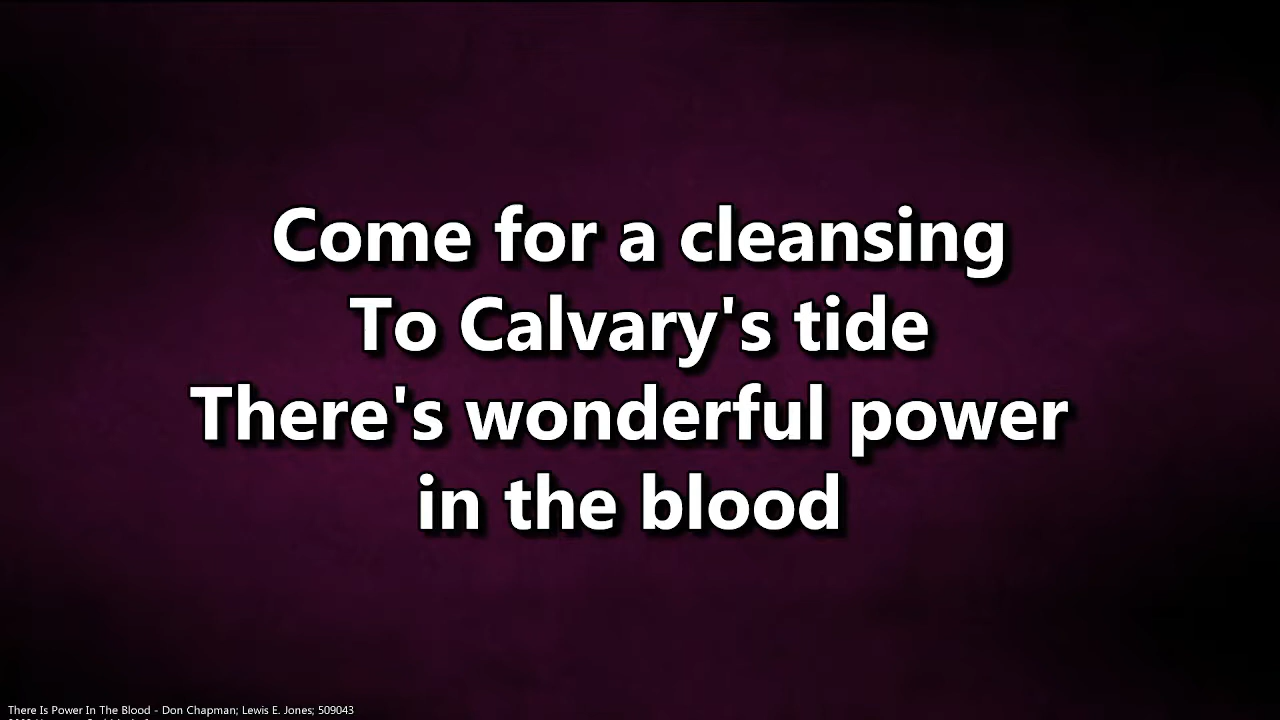 Come for a cleansing
To Calvary's tide
There's wonderful power
in the blood
There Is Power In The Blood - Don Chapman; Lewis E. Jones; 509043